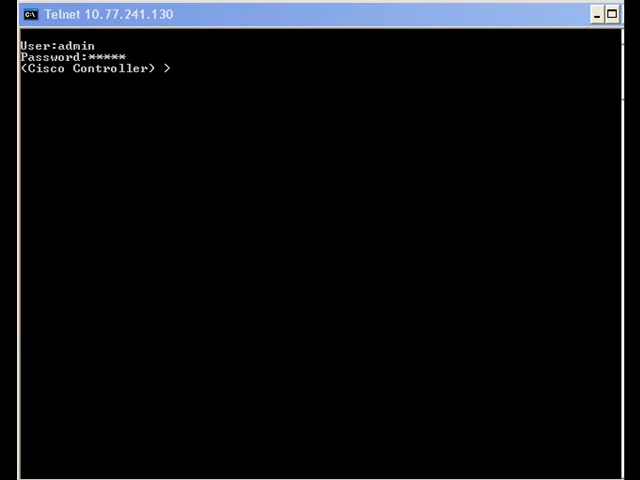 Telnet 10.77.241.130
User:admin
Password:*****
(Cisco Controller) >